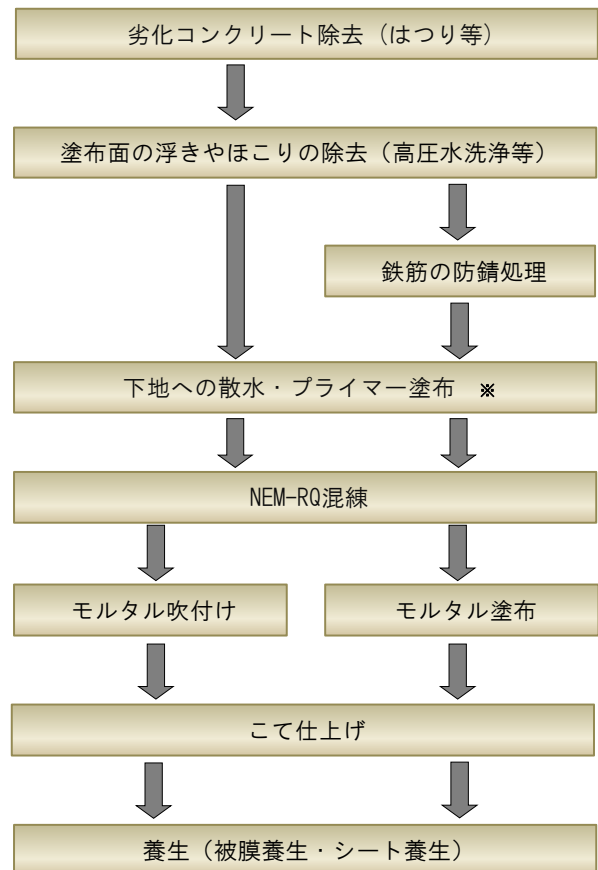 劣化コンクリート除去（はつり等）
塗布面の浮きやほこりの除去（高圧水洗浄等）
鉄筋の防錆処理
下地への散水・プライマー塗布　※
NEM-RQ混練
モルタル吹付け
モルタル塗布
こて仕上げ
養生（被膜養生・シート養生）